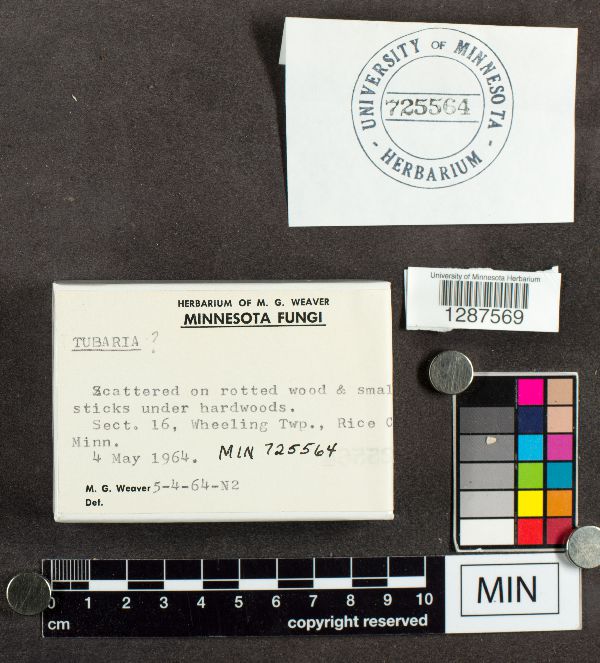 UNIVERSITY OF MINNESOTA
725564
- HERBARIUM -
University of Minnesota Herbarium
1287569
HERBARIUM OF M. G. WEAVER
MINNESOTA FUNGI
TUBARIA ?
Scattered on rotted wood & smal
sticks under hardwoods.
Sect. 16, Wheeling Twp., Rice C
Minn.
4 May 1964. MIN 725564
M. G. Weaver 5-4-64-N2
Det.
0 1 2 3 4 5 6 7 8 9 10
cm copyright reserved
MIN